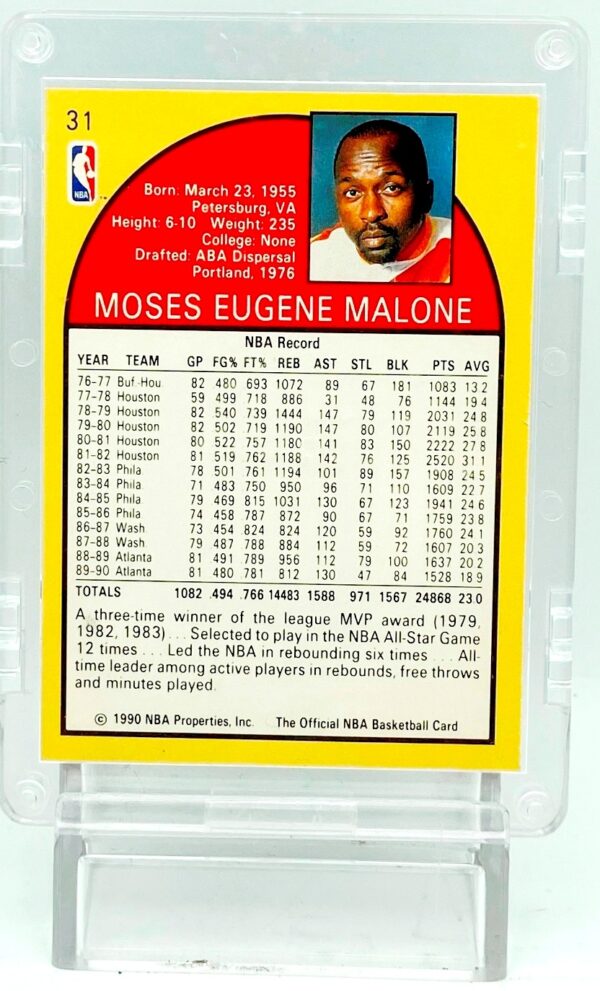 31
NBA
Born: March 23, 1955
Petersburg, VA
Height: 6-10 Weight: 235
College: None
Drafted: ABA Dispersal
Portland, 1976
MOSES EUGENE MALONE
NBA Record
YEAR TEAM GP FG% FT% REB AST STL BLK PTS AVG
76-77 Buf-Hou 82 .480 .693 1072 89 67 181 1083 13.2
77-78 Houston 59 .499 .718 886 31 48 76 1144 19.4
78-79 Houston 82 .540 .739 1444 147 79 119 2031 24.8
79-80 Houston 82 .502 .719 1190 147 80 107 2119 25.8
80-81 Houston 80 .522 .757 1180 141 83 150 2222 27.8
81-82 Houston 81 .519 .762 1188 142 76 125 2520 31.1
82-83 Phila 78 .501 .761 1194 101 89 157 1908 24.5
83-84 Phila 71 .483 .750 950 96 71 110 1609 22.7
84-85 Phila 79 .469 .815 1031 130 67 123 1941 24.6
85-86 Phila 74 .458 .787 872 90 67 71 1759 23.8
86-87 Wash 73 .454 .824 824 120 59 92 1760 24.1
87-88 Wash 79 .487 .788 884 112 59 72 1607 20.3
88-89 Atlanta 81 .491 .789 956 112 79 100 1637 20.2
89-90 Atlanta 81 .480 .781 812 130 47 84 1528 18.9
TOTALS 1082 .494 .766 14483 1588 971 1567 24868 23.0
A three-time winner of the league MVP award (1979,
1982, 1983) . . . Selected to play in the NBA All-Star Game
12 times . . . Led the NBA in rebounding six times . . . All-
time leader among active players in rebounds, free throws
and minutes played.
© 1990 NBA Properties, Inc. The Official NBA Basketball Card